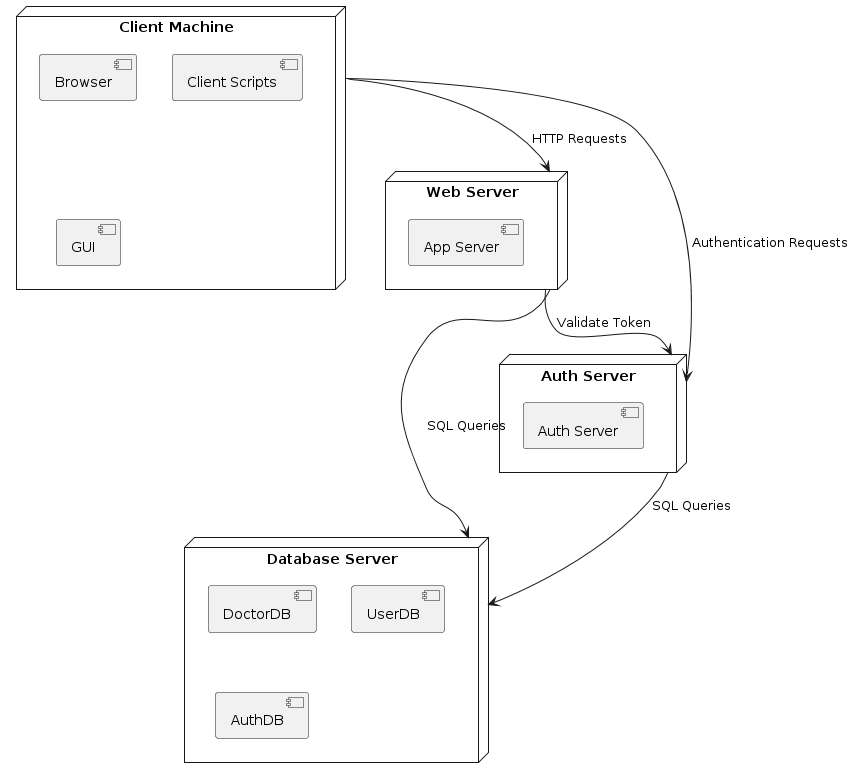 Client Machine
Browser
Client Scripts
GUI
HTTP Requests
Web Server
App Server
Authentication Requests
Validate Token
Auth Server
Auth Server
SQL Queries
SQL Queries
Database Server
DoctorDB
UserDB
AuthDB